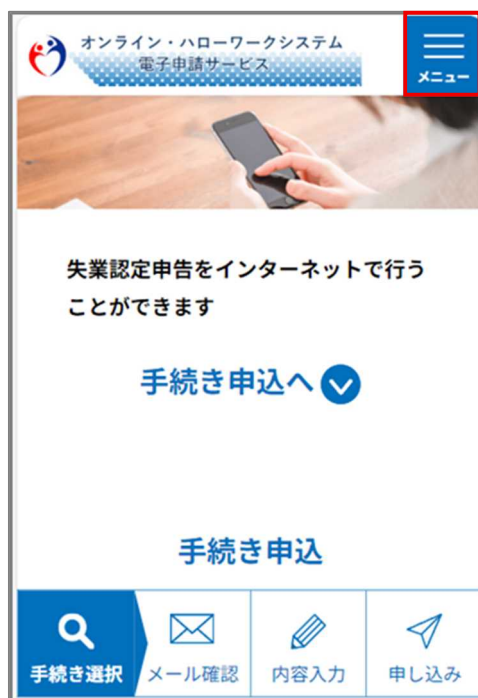 オンライン・ハローワークシステム
電子申請サービス
メニュー
失業認定申告をインターネットで行う
ことができます
手続き申込へ
手続き申込
手続き選択
メール確認
内容入力
申し込み